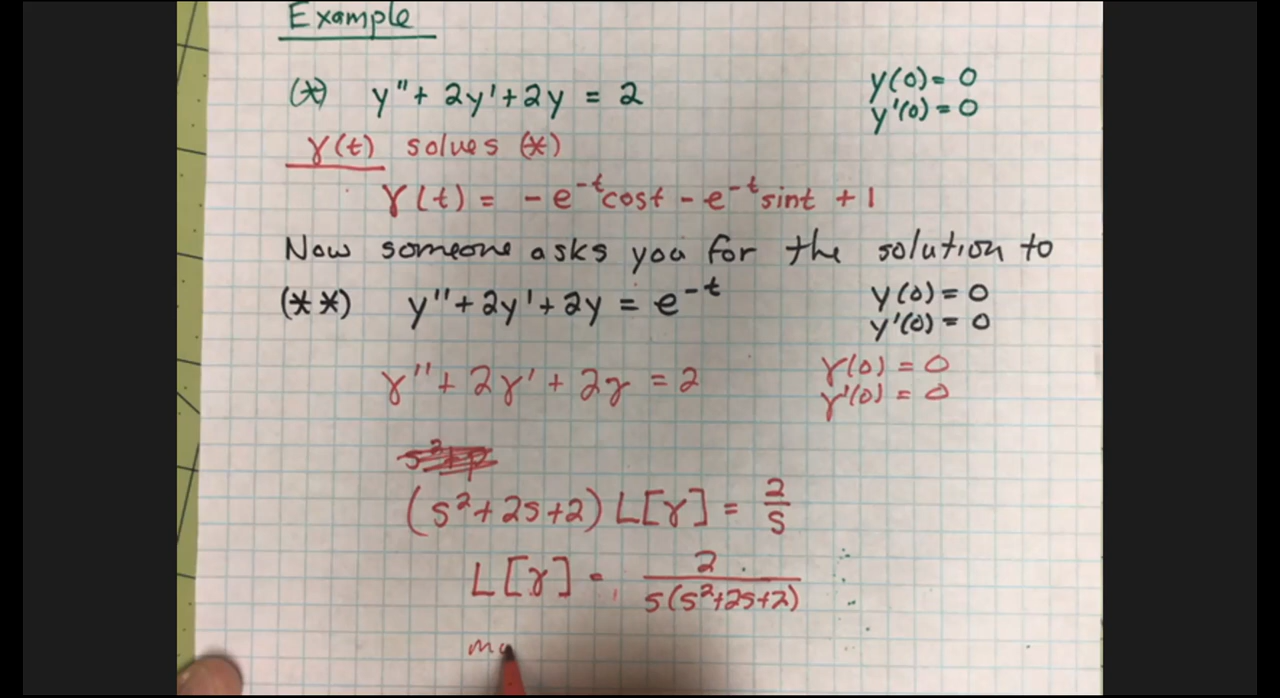 Example
(*) y"+ 2y'+2y = 2 y(0)= 0
y'(0) = 0
γ(t) solves (*)
γ(t) = -e^-t cost - e^-t sint + 1
Now someone asks you for the solution to
(**) y"+2y'+2y = e^-t y(0) = 0
y'(0) = 0
γ"+ 2γ' + 2γ = 2 γ(0) = 0
γ'(0) = 0
(s²+2s+2) L[γ] = 2/s
L[γ] = 2/s(s²+2s+2)